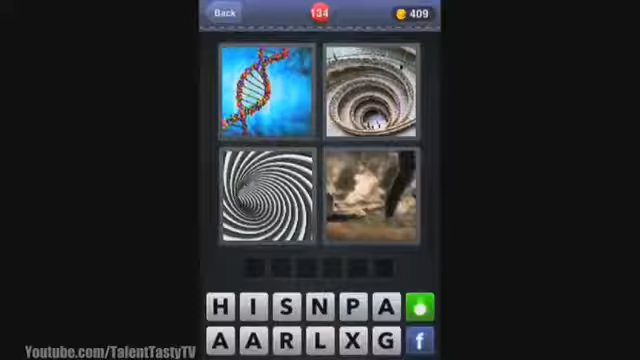 Back
134
409
H I S N P A
A A R L X G f
Youtube.com/TalentTastyTV